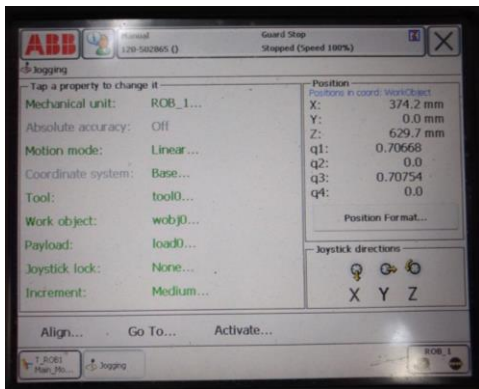 ABB
Manual
Guard Stop
120-502865 ()
Stopped (Speed 100%)
Jogging
Tap a property to change it
Mechanical unit: ROB_1...
Absolute accuracy: Off
Motion mode: Linear...
Coordinate system: Base...
Tool: tool0...
Work object: wobj0...
Payload: load0...
Joystick lock: None...
Increment: Medium...
Position
Positions in coord: WorkObject
X: 374.2 mm
Y: 0.0 mm
Z: 629.7 mm
q1: 0.70668
q2: 0.0
q3: 0.70754
q4: 0.0
Position Format...
Joystick directions
X Y Z
Align... Go To... Activate...
T_ROB1
Main_Mo...
Jogging
ROB_1